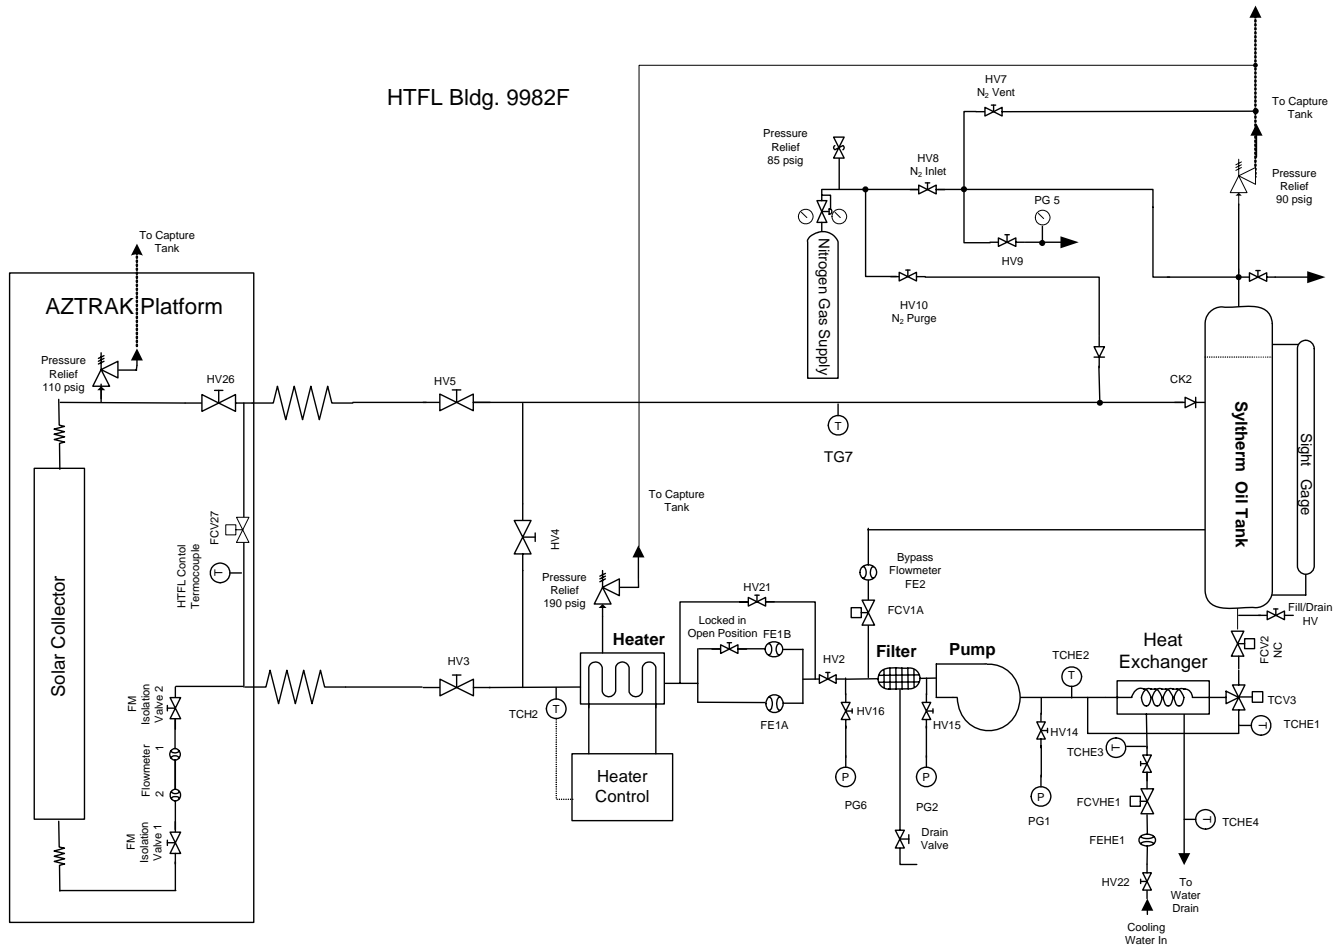 HTFL Bldg. 9982F
HV7
N2 Vent
To Capture
Tank
Pressure
Relief
85 psig
HV8
N2 Inlet
Pressure
Relief
90 psig
PG 5
HV9
HV10
N2 Purge
Nitrogen Gas Supply
To Capture
Tank
AZTRAK Platform
Pressure
Relief
110 psig
HV26
HV5
CK2
T
TG7
Syltherm Oil Tank
Sight Gage
FCV27
T
HTFL Contol
Termocouple
Solar Collector
HV4
To Capture
Tank
Pressure
Relief
190 psig
Heater
HV21
Locked in
Open Position
FE1B
FE1A
Bypass
Flowmeter
FE2
FCV1A
HV3
HV2
Filter
Pump
TCHE2
T
Heat
Exchanger
Fill/Drain
HV
FCV2
NC
TCV3
T
TCHE1
TCH2
T
HV16
HV15
HV14
TCHE3
T
FM
Isolation
Valve 2
Flowmeter
1
2
FM
Isolation
Valve 1
Heater
Control
P
PG6
P
PG2
P
PG1
Drain
Valve
FCVHE1
FEHE1
HV22
T
TCHE4
To
Water
Drain
Cooling
Water In